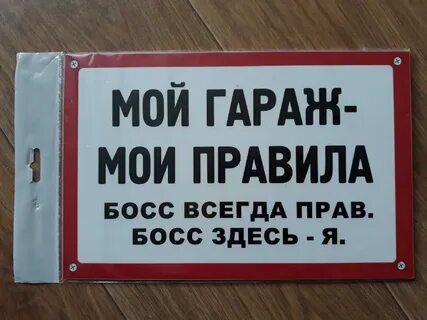 МОЙ ГАРАЖ-
МОИ ПРАВИЛА
БОСС ВСЕГДА ПРАВ.
БОСС ЗДЕСЬ - Я.